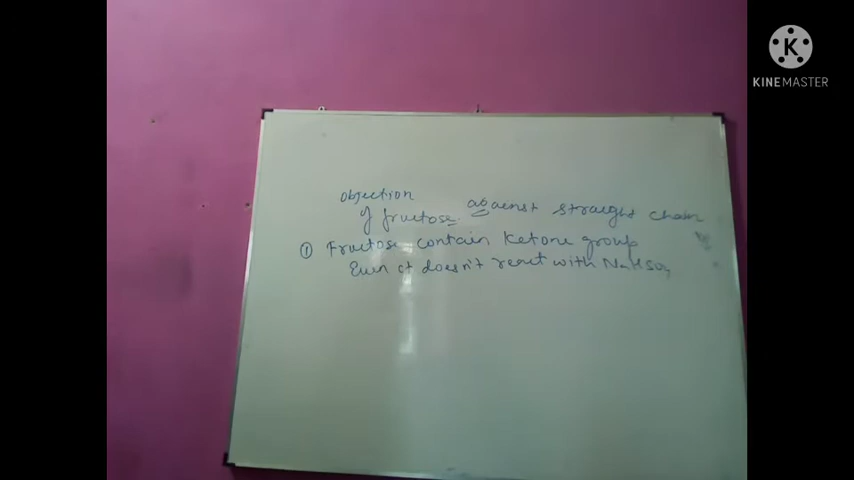 KINEMASTER
objection against straight chain
of fructose.
① Fructose contain ketone group
Even it doesn't react with NaHSO3